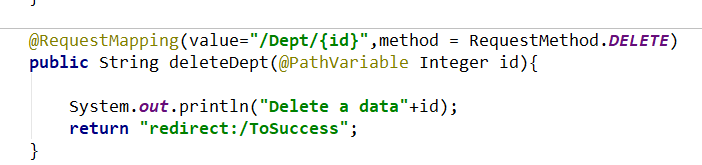 }
@RequestMapping(value="/Dept/{id}",method = RequestMethod.DELETE)
public String deleteDept(@PathVariable Integer id){
System.out.println("Delete a data"+id);
return "redirect:/ToSuccess";
}